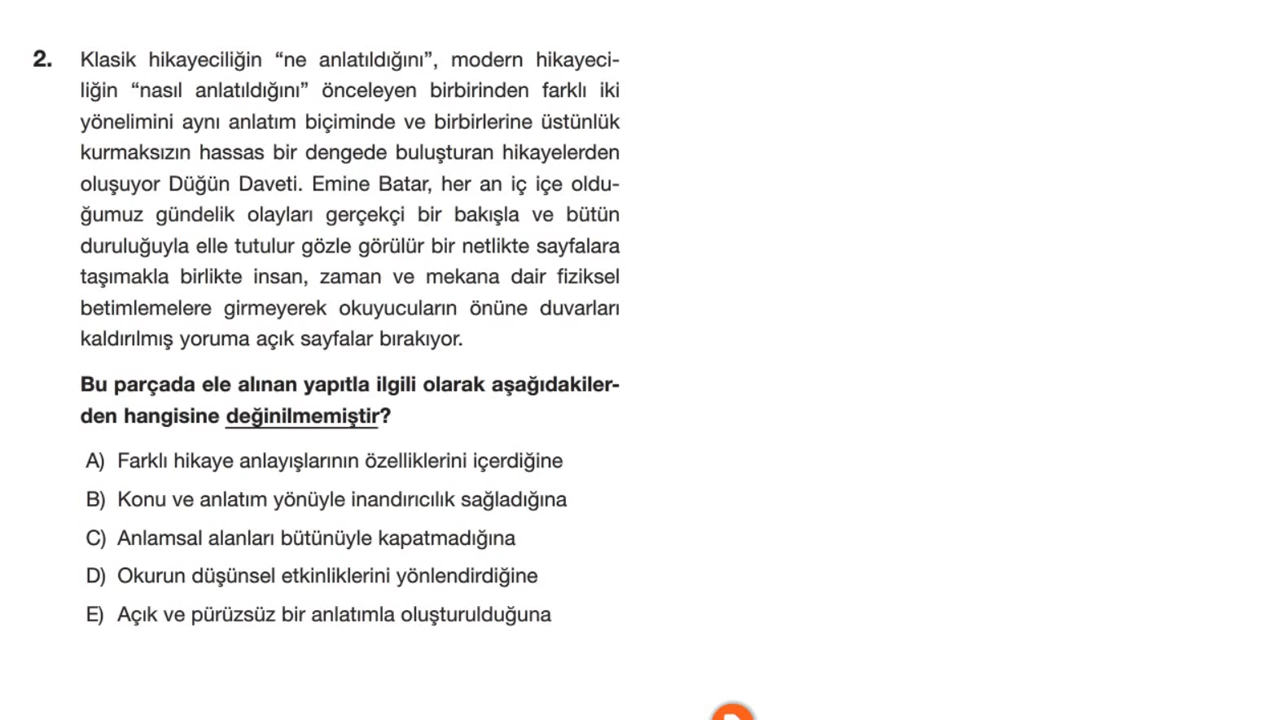 2. Klasik hikayeciliğin “ne anlatıldığını”, modern hikayeci-
liğin “nasıl anlatıldığını” önceleyen birbirinden farklı iki
yönelimini aynı anlatım biçiminde ve birbirlerine üstünlük
kurmaksızın hassas bir dengede buluşturan hikayelerden
oluşuyor Düğün Daveti. Emine Batar, her an iç içe oldu-
ğumuz gündelik olayları gerçekçi bir bakışla ve bütün
duruluğuyla elle tutulur gözle görülür bir netlikte sayfalara
taşımakla birlikte insan, zaman ve mekana dair fiziksel
betimlemelere girmeyerek okuyucuların önüne duvarları
kaldırılmış yoruma açık sayfalar bırakıyor.
Bu parçada ele alınan yapıtla ilgili olarak aşağıdakiler-
den hangisine değinilmemiştir?
A) Farklı hikaye anlayışlarının özelliklerini içerdiğine
B) Konu ve anlatım yönüyle inandırıcılık sağladığına
C) Anlamsal alanları bütünüyle kapatmadığına
D) Okurun düşünsel etkinliklerini yönlendirdiğine
E) Açık ve pürüzsüz bir anlatımla oluşturulduğuna